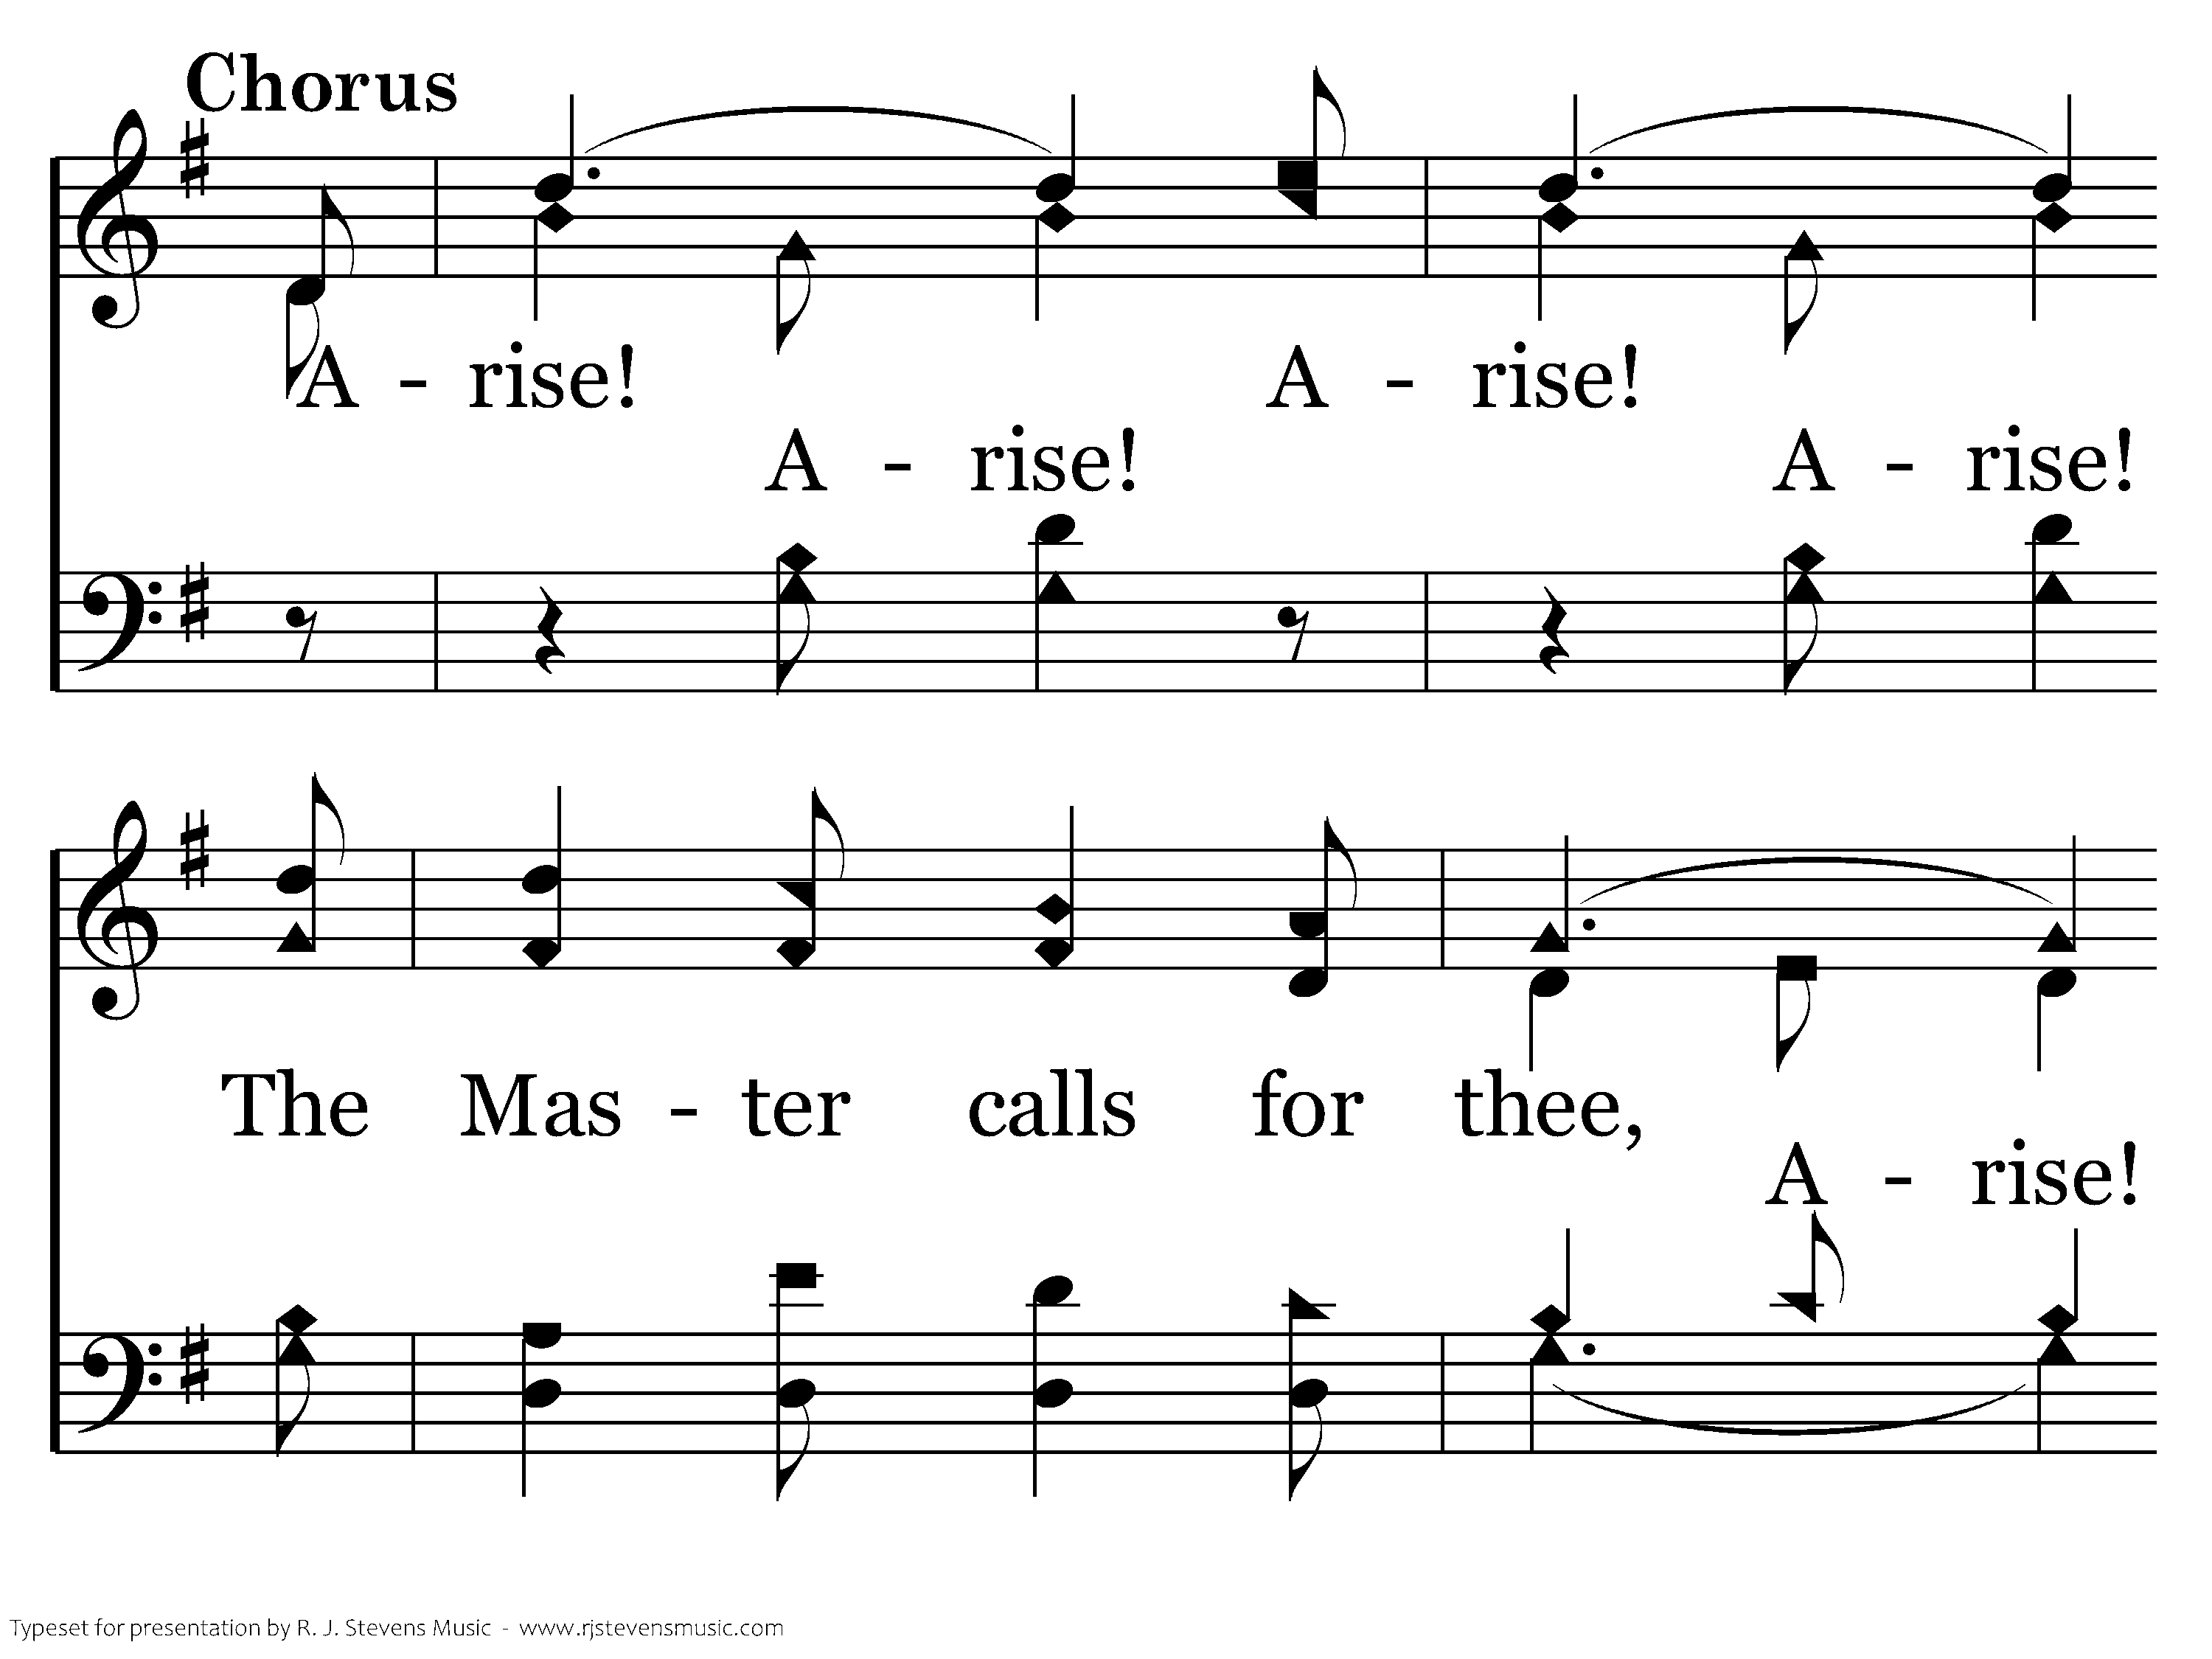 Chorus
A - rise! A - rise!
A - rise! A - rise!
The Mas - ter calls for thee,
A - rise!
Typeset for presentation by R. J. Stevens Music - www.rjstevensmusic.com